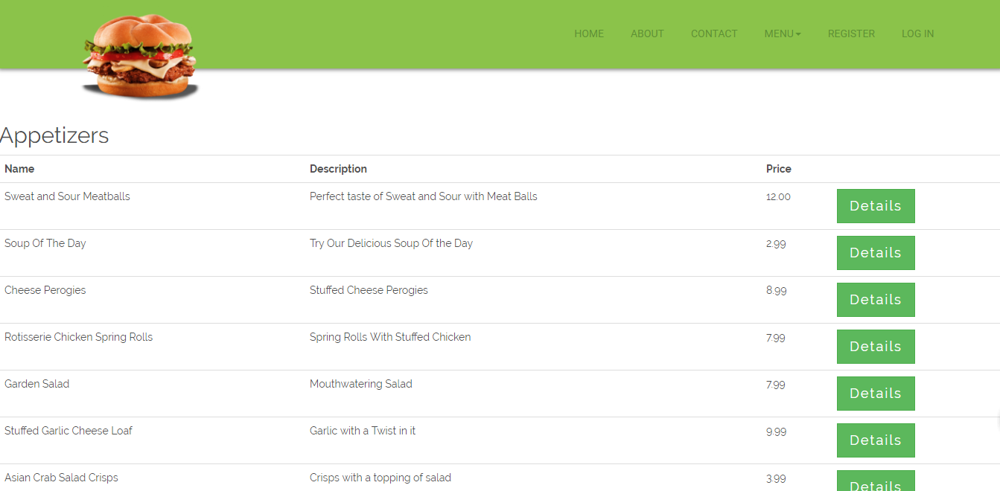 HOME ABOUT CONTACT MENU REGISTER LOG IN
Appetizers
Name Description Price
Sweat and Sour Meatballs Perfect taste of Sweat and Sour with Meat Balls 12.00 Details
Soup Of The Day Try Our Delicious Soup Of the Day 2.99 Details
Cheese Perogies Stuffed Cheese Perogies 8.99 Details
Rotisserie Chicken Spring Rolls Spring Rolls With Stuffed Chicken 7.99 Details
Garden Salad Mouthwatering Salad 7.99 Details
Stuffed Garlic Cheese Loaf Garlic with a Twist in it 9.99 Details
Asian Crab Salad Crisps Crisps with a topping of salad 3.99 Details